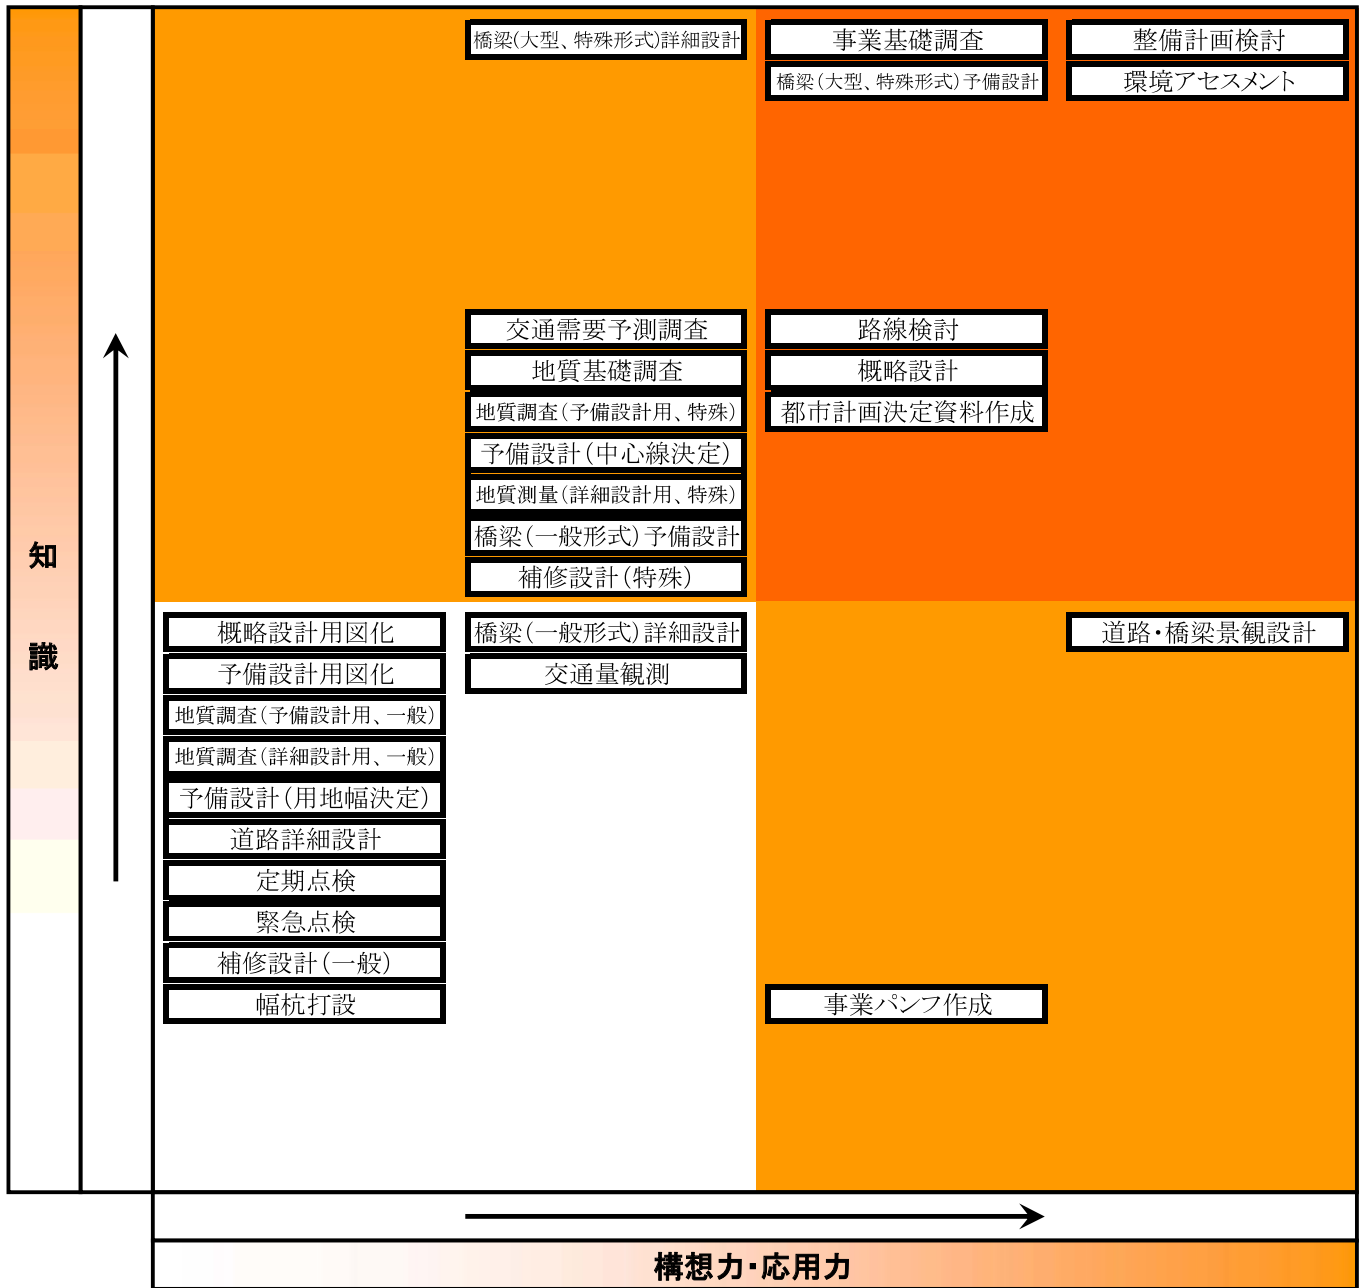 橋梁(大型、特殊形式)詳細設計
事業基礎調査
整備計画検討
橋梁(大型、特殊形式)予備設計
環境アセスメント
交通需要予測調査
路線検討
地質基礎調査
概略設計
地質調査(予備設計用、特殊)
都市計画決定資料作成
予備設計(中心線決定)
地質測量(詳細設計用、特殊)
橋梁(一般形式)予備設計
補修設計(特殊)
知
識
概略設計用図化
橋梁(一般形式)詳細設計
道路・橋梁景観設計
予備設計用図化
交通量観測
地質調査(予備設計用、一般)
地質調査(詳細設計用、一般)
予備設計(用地幅決定)
道路詳細設計
定期点検
緊急点検
補修設計(一般)
幅杭打設
事業パンフ作成
構想力・応用力